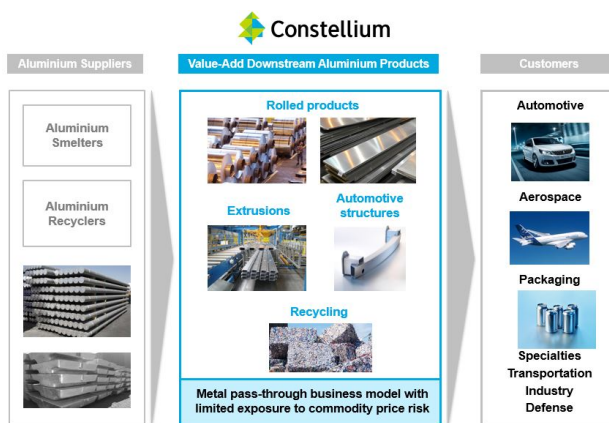 Constellium
Aluminium Suppliers
Value-Add Downstream Aluminium Products
Customers
Aluminium
Smelters
Aluminium
Recyclers
Rolled products
Extrusions
Automotive
structures
Recycling
Metal pass-through business model with
limited exposure to commodity price risk
Automotive
Aerospace
Packaging
Specialties
Transportation
Industry
Defense